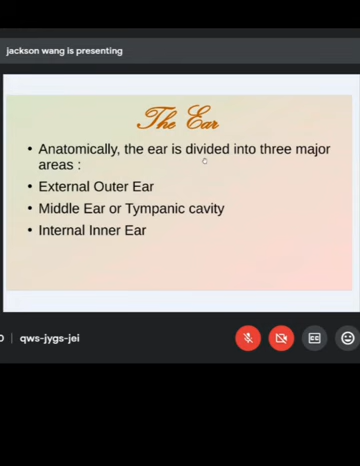 jackson wang is presenting
The Ear
• Anatomically, the ear is divided into three major
areas :
• External Outer Ear
• Middle Ear or Tympanic cavity
• Internal Inner Ear
qws-jygs-jei